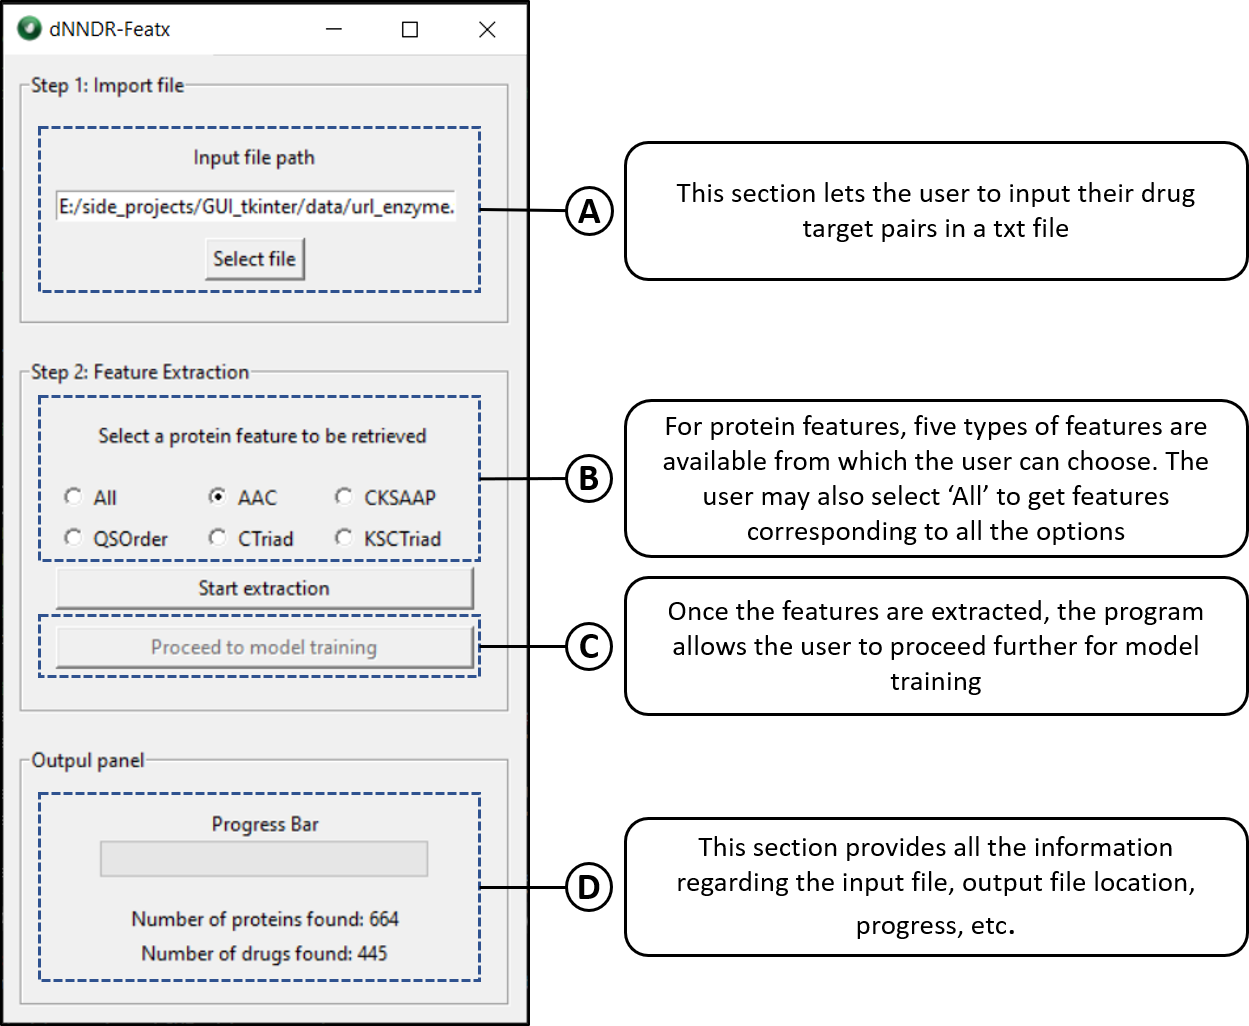 dNNDR-Featx
Step 1: Import file
Input file path
E:/side_projects/GUI_tkinter/data/url_enzyme.
Select file
A
This section lets the user to input their drug
target pairs in a txt file
Step 2: Feature Extraction
Select a protein feature to be retrieved
All AAC CKSAAP
QSOrder CTriad KSCTriad
B
For protein features, five types of features are
available from which the user can choose. The
user may also select ‘All’ to get features
corresponding to all the options
Start extraction
Proceed to model training
C
Once the features are extracted, the program
allows the user to proceed further for model
training
Outpul panel
Progress Bar
Number of proteins found: 664
Number of drugs found: 445
D
This section provides all the information
regarding the input file, output file location,
progress, etc.